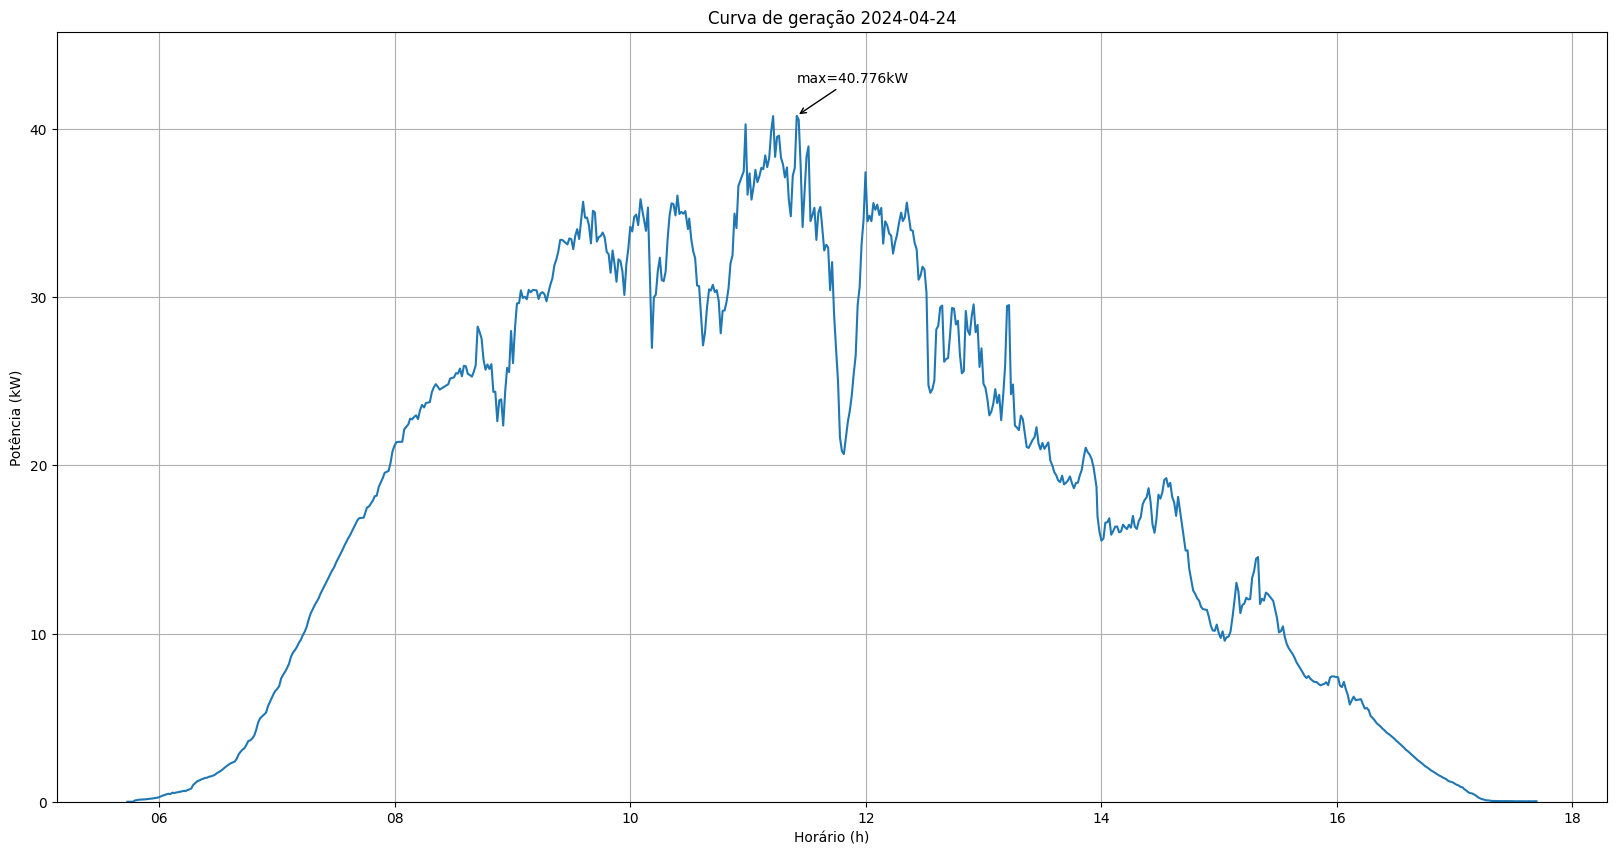 Curva de geração 2024-04-24
max=40.776kW
Potência (kW)
40
30
20
10
0
06 08 10 12 14 16 18
Horário (h)